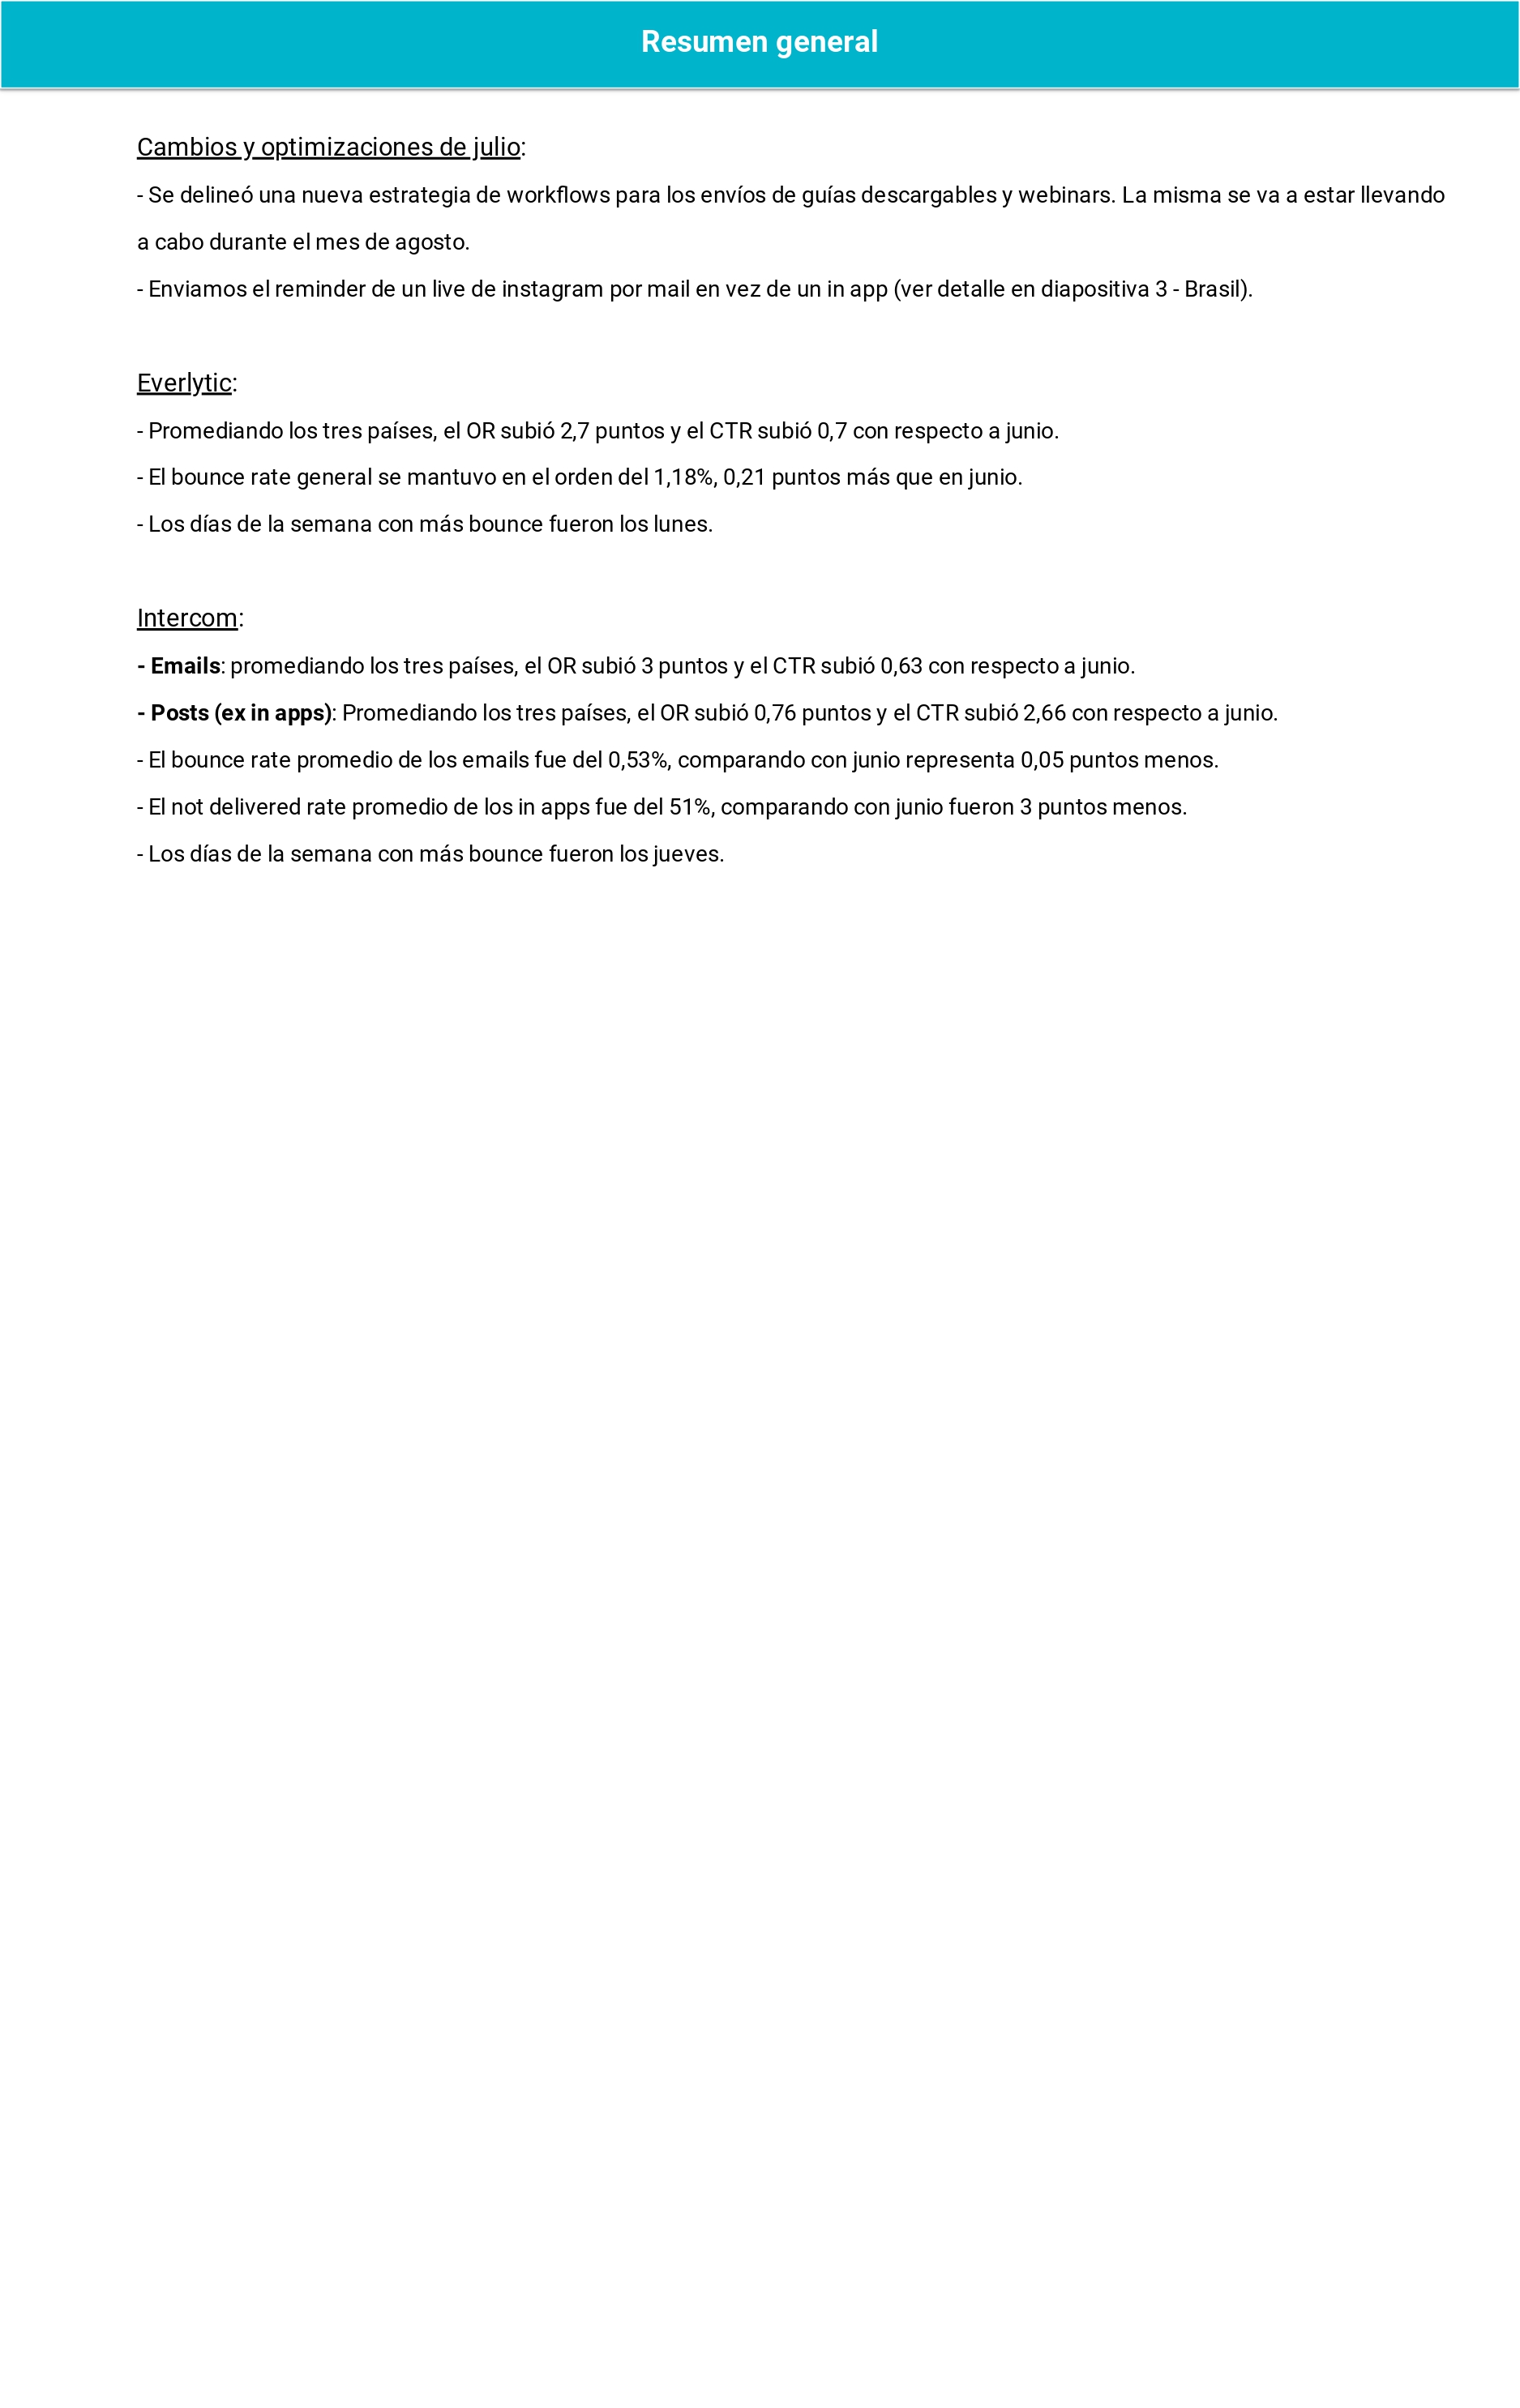 Resumen general
Cambios y optimizaciones de julio:
- Se delineó una nueva estrategia de workflows para los envíos de guías descargables y webinars. La misma se va a estar llevando
a cabo durante el mes de agosto.
- Enviamos el reminder de un live de instagram por mail en vez de un in app (ver detalle en diapositiva 3 - Brasil).
Everlytic:
- Promediando los tres países, el OR subió 2,7 puntos y el CTR subió 0,7 con respecto a junio.
- El bounce rate general se mantuvo en el orden del 1,18%, 0,21 puntos más que en junio.
- Los días de la semana con más bounce fueron los lunes.
Intercom:
- Emails: promediando los tres países, el OR subió 3 puntos y el CTR subió 0,63 con respecto a junio.
- Posts (ex in apps): Promediando los tres países, el OR subió 0,76 puntos y el CTR subió 2,66 con respecto a junio.
- El bounce rate promedio de los emails fue del 0,53%, comparando con junio representa 0,05 puntos menos.
- El not delivered rate promedio de los in apps fue del 51%, comparando con junio fueron 3 puntos menos.
- Los días de la semana con más bounce fueron los jueves.